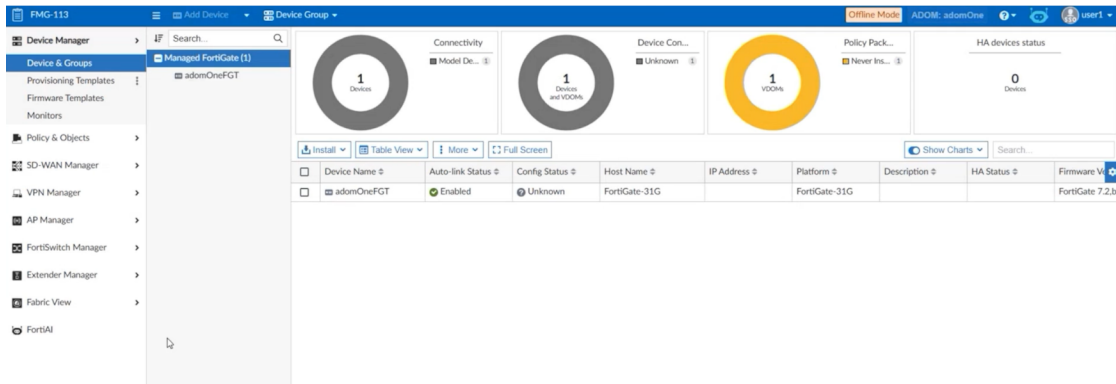 FMG-113
Add Device
Device Group
Offline Mode
ADOM: adomOne
user1
Device Manager
Device & Groups
Provisioning Templates
Firmware Templates
Monitors
Policy & Objects
SD-WAN Manager
VPN Manager
AP Manager
FortiSwitch Manager
Extender Manager
Fabric View
FortiAI
Search...
Managed FortiGate (1)
adomOneFGT
1
Devices
Connectivity
Model De... 1
1
Devices
and VDOMs
Device Con...
Unknown 1
1
VDOMs
Policy Pack...
Never Ins... 1
HA devices status
0
Devices
Install
Table View
More
Full Screen
Show Charts
Search...
Device Name Auto-link Status Config Status Host Name IP Address Platform Description HA Status Firmware Ve
adomOneFGT Enabled Unknown FortiGate-31G FortiGate-31G FortiGate 7.2,b